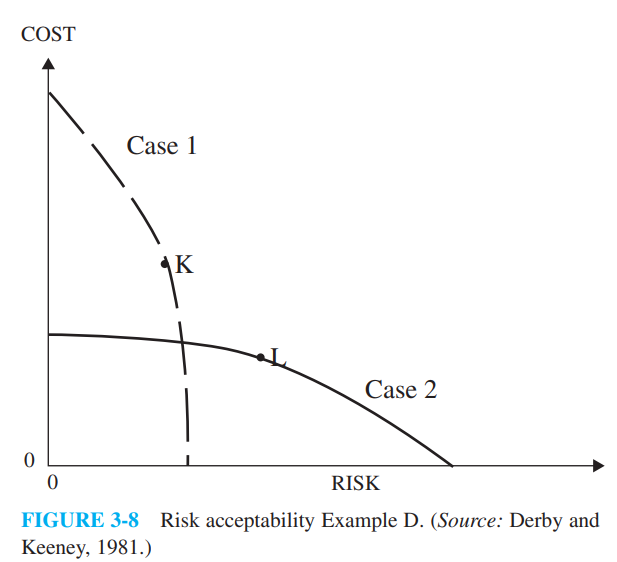 COST
Case 1
K
L
Case 2
0
0
RISK
FIGURE 3-8 Risk acceptability Example D. (Source: Derby and
Keeney, 1981.)